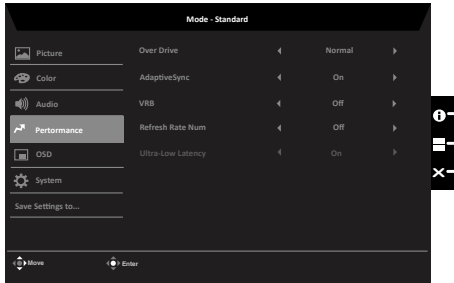 Mode - Standard
Picture
Over Drive Normal
Color
AdaptiveSync On
Audio
VRB Off
Pertormance
Refresh Rate Num Off
OSD
Ultra-Low Latency On
System
Save Settings to...
Move Enter